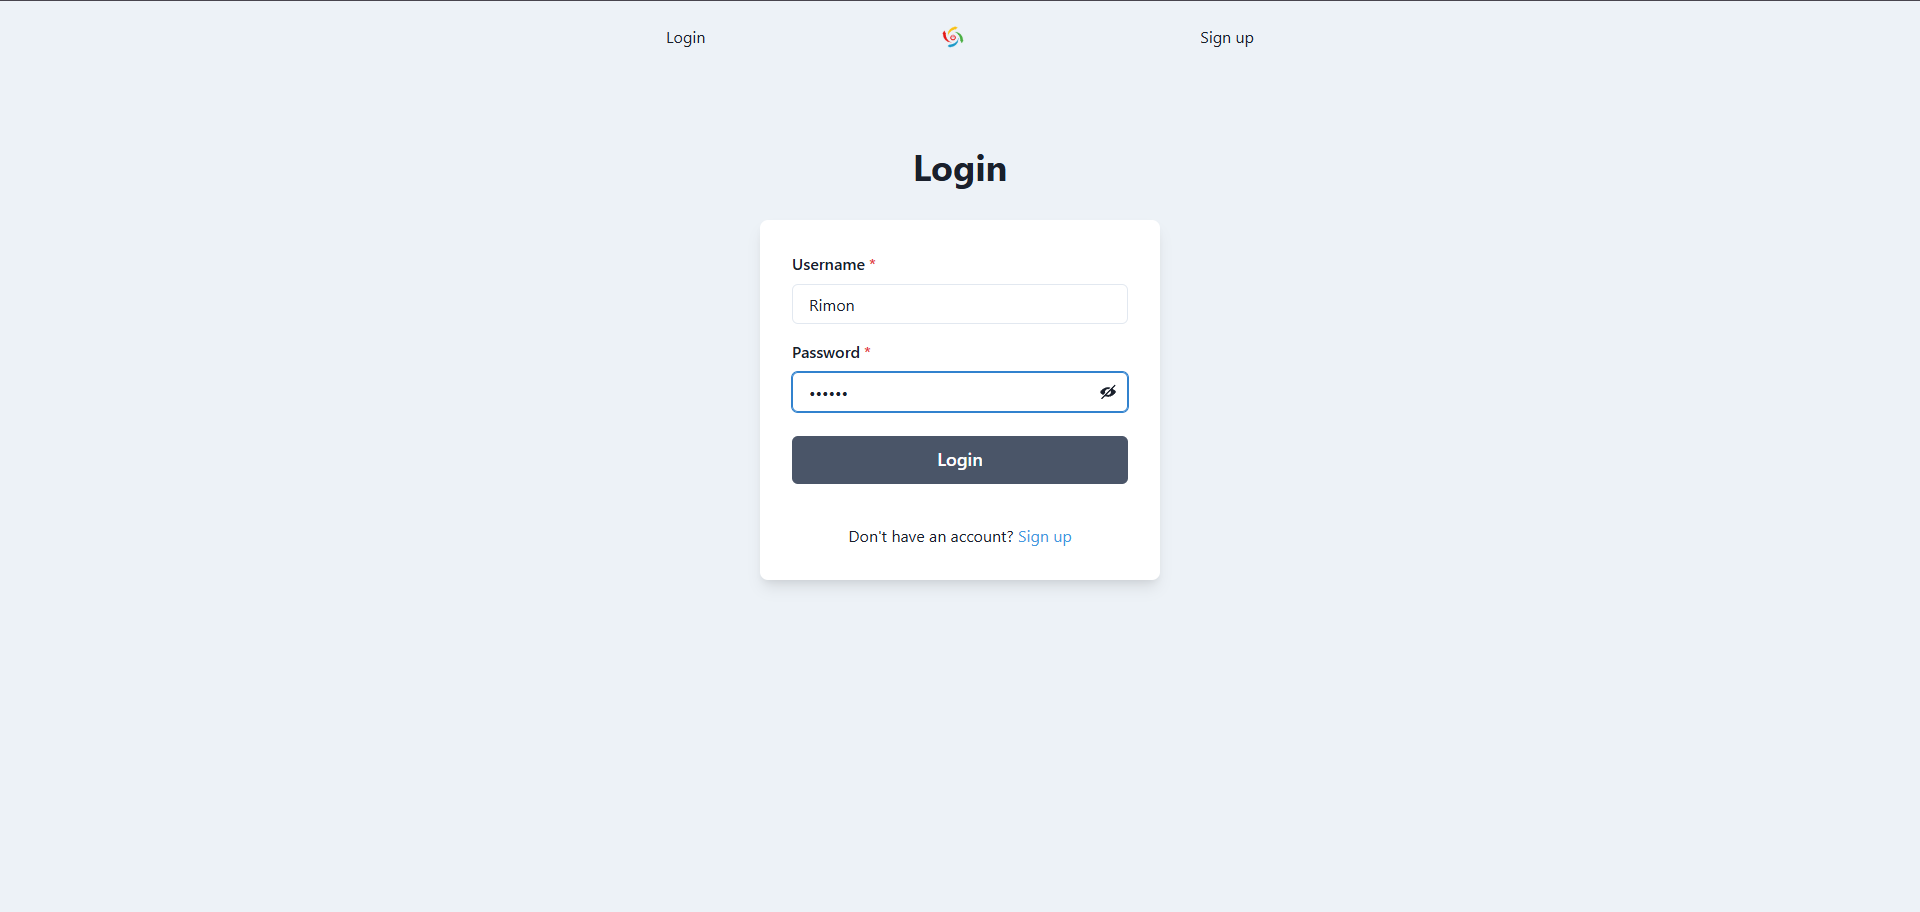 Login
Sign up
Login
Username *
Rimon
Password *
••••••
Login
Don't have an account? Sign up